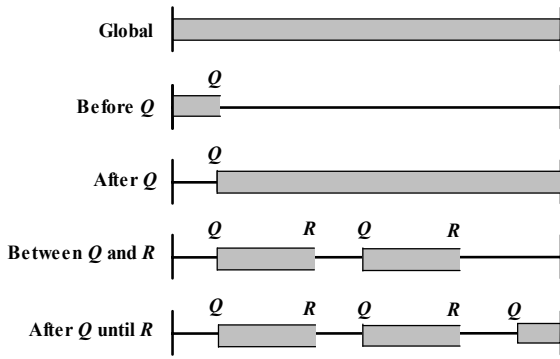 Global
Q
Before Q
Q
After Q
Q R Q R
Between Q and R
Q R Q R Q
After Q until R